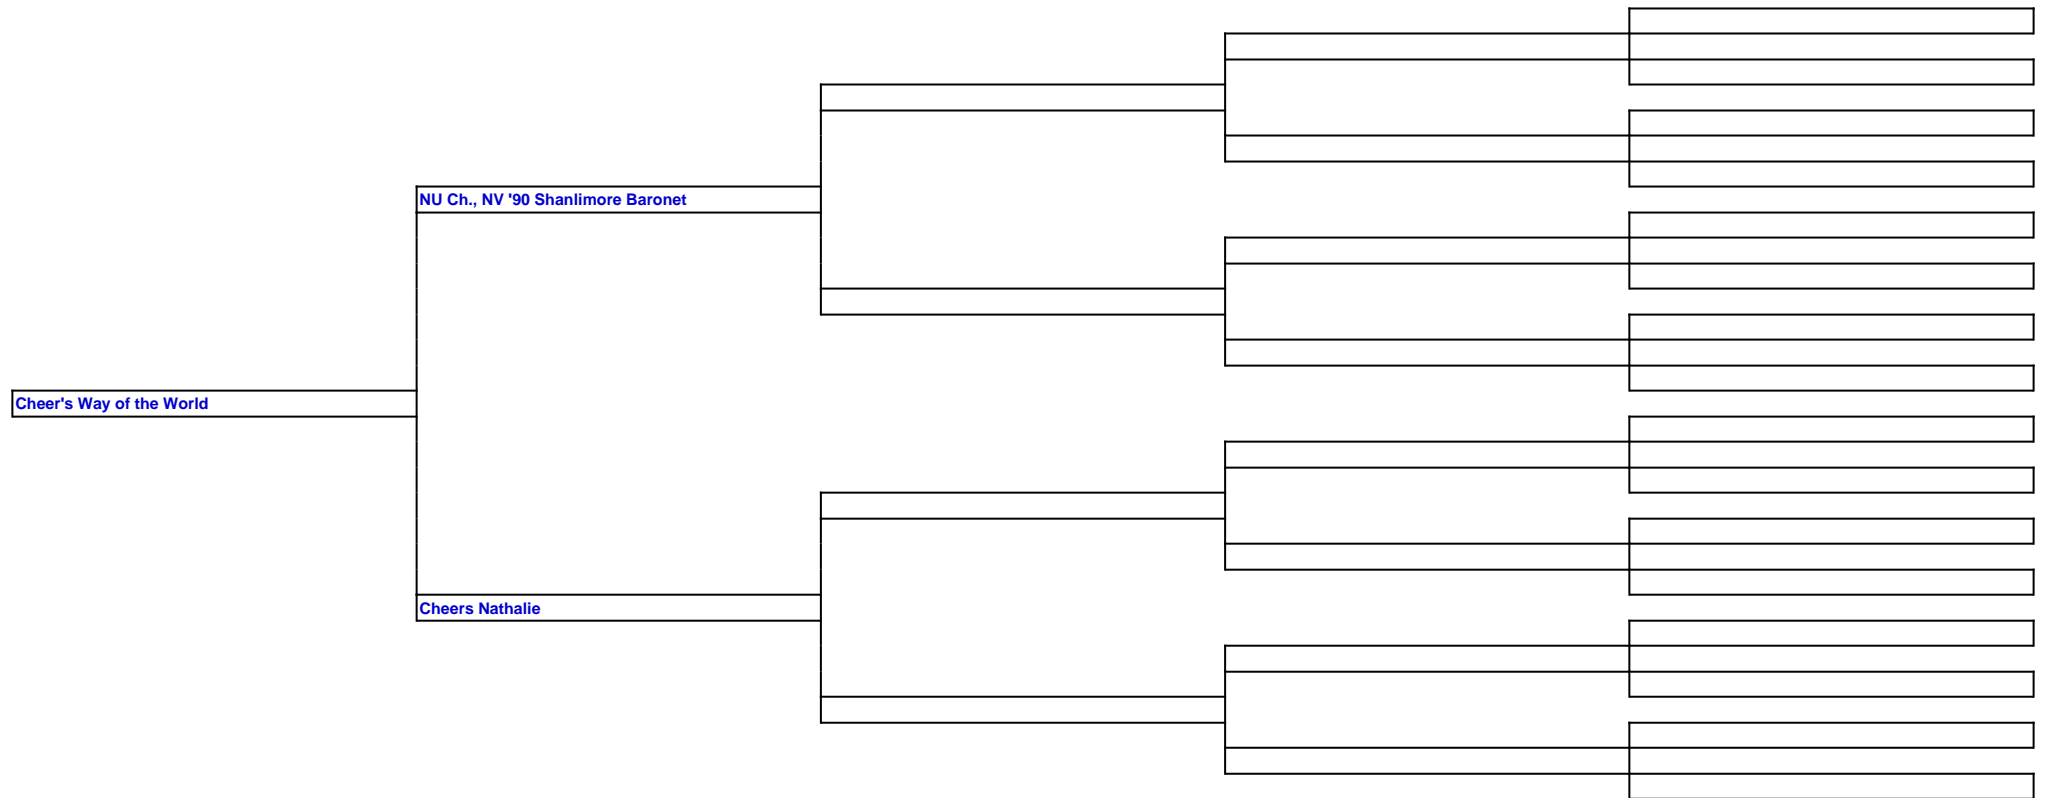 NU Ch., NV '90 Shanlimore Baronet
Cheer's Way of the World
Cheers Nathalie